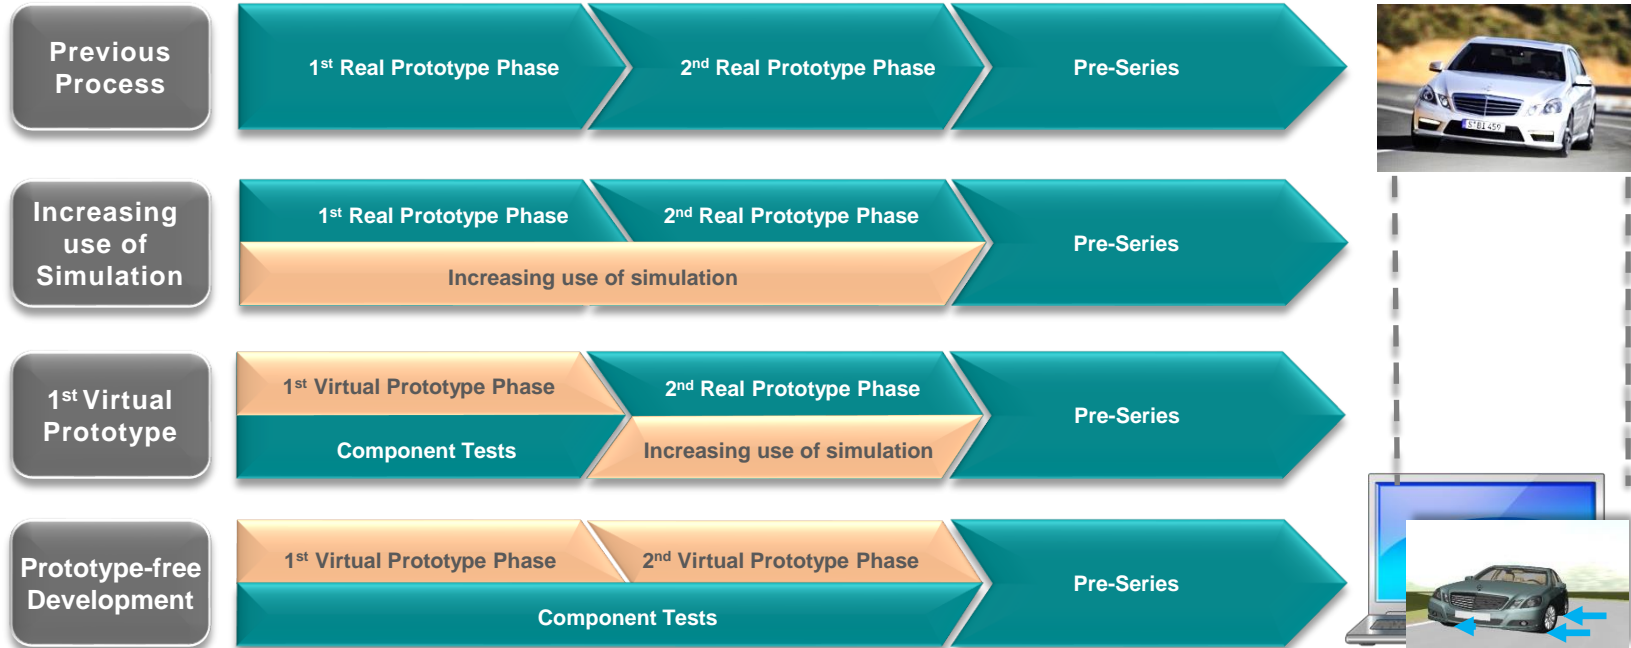 Previous
Process
1st Real Prototype Phase
2nd Real Prototype Phase
Pre-Series
S*BI 459
Increasing
use of
Simulation
1st Real Prototype Phase
2nd Real Prototype Phase
Increasing use of simulation
Pre-Series
1st Virtual
Prototype
1st Virtual Prototype Phase
2nd Real Prototype Phase
Component Tests
Increasing use of simulation
Pre-Series
Prototype-free
Development
1st Virtual Prototype Phase
2nd Virtual Prototype Phase
Component Tests
Pre-Series